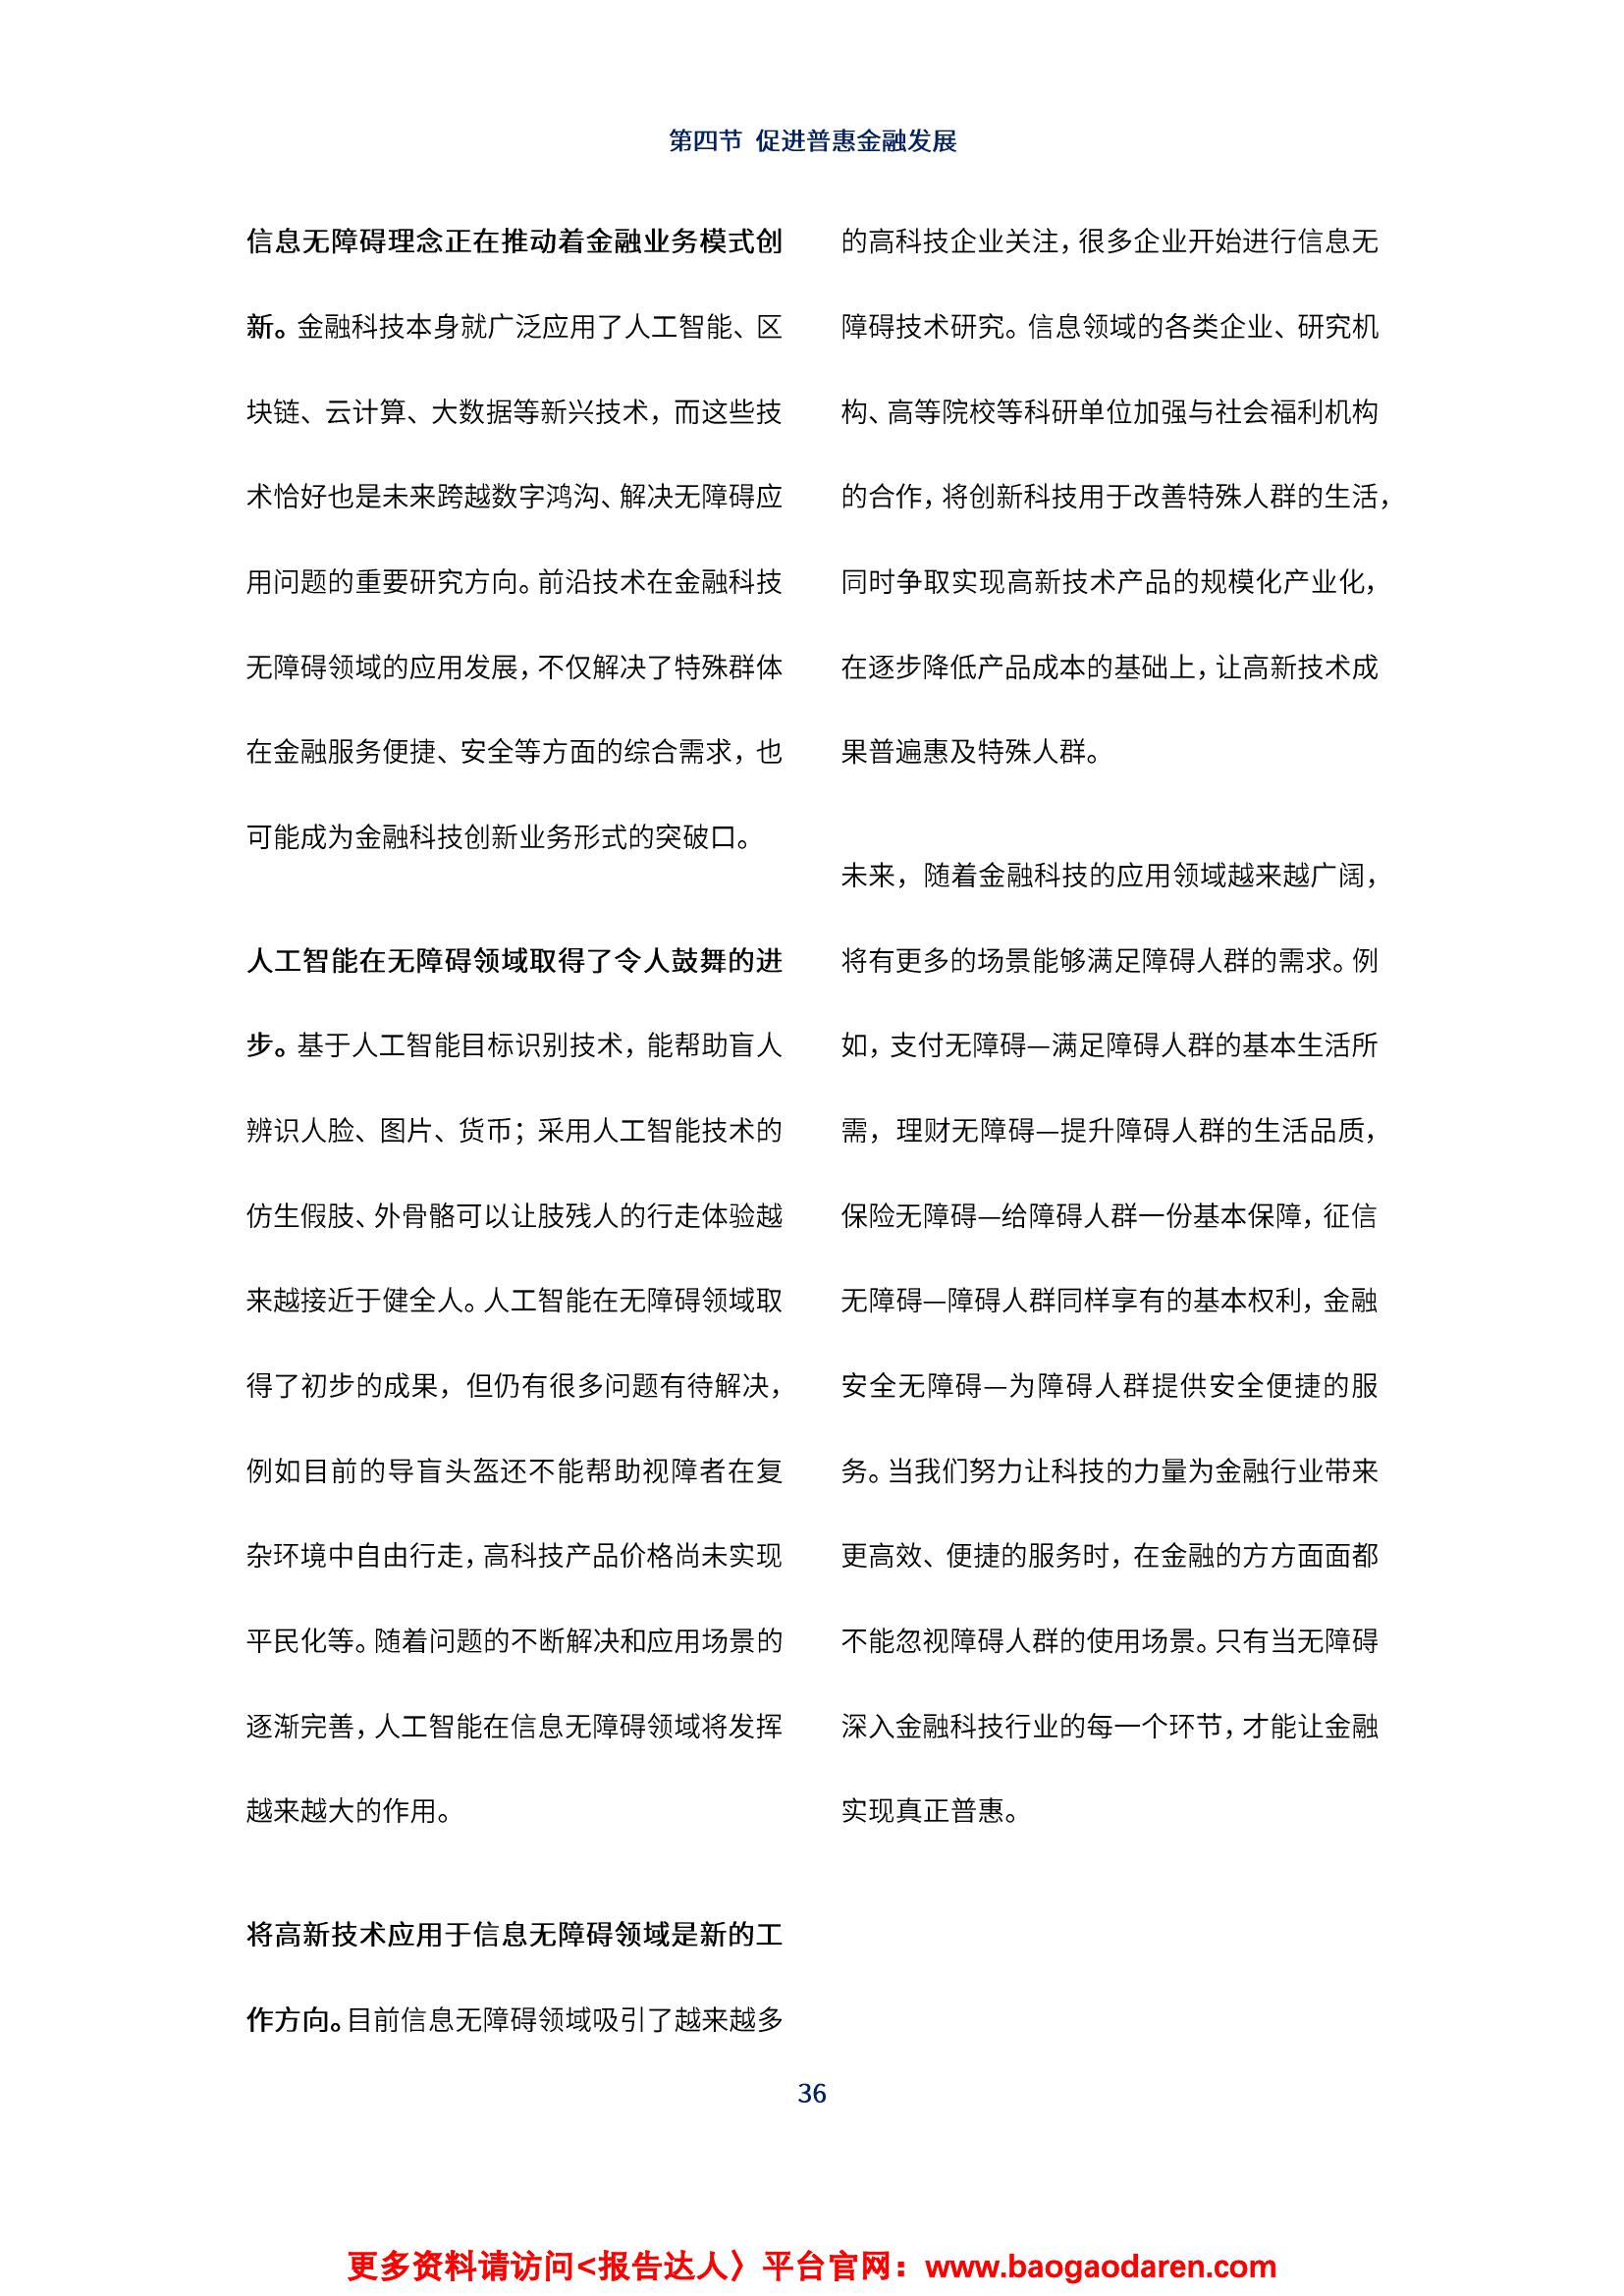 第四节 促进普惠金融发展
信息无障碍理念正在推动着金融业务模式创
新。金融科技本身就广泛应用了人工智能、区
块链、云计算、大数据等新兴技术，而这些技
术恰好也是未来跨越数字鸿沟、解决无障碍应
用问题的重要研究方向。前沿技术在金融科技
无障碍领域的应用发展，不仅解决了特殊群体
在金融服务便捷、安全等方面的综合需求，也
可能成为金融科技创新业务形式的突破口。
人工智能在无障碍领域取得了令人鼓舞的进
步。基于人工智能目标识别技术，能帮助盲人
辨识人脸、图片、货币；采用人工智能技术的
仿生假肢、外骨骼可以让肢残人的行走体验越
来越接近于健全人。人工智能在无障碍领域取
得了初步的成果，但仍有很多问题有待解决，
例如目前的导盲头盔还不能帮助视障者在复
杂环境中自由行走，高科技产品价格尚未实现
平民化等。随着问题的不断解决和应用场景的
逐渐完善，人工智能在信息无障碍领域将发挥
越来越大的作用。
将高新技术应用于信息无障碍领域是新的工
作方向。目前信息无障碍领域吸引了越来越多
的高科技企业关注，很多企业开始进行信息无
障碍技术研究。信息领域的各类企业、研究机
构、高等院校等科研单位加强与社会福利机构
的合作，将创新科技用于改善特殊人群的生活，
同时争取实现高新技术产品的规模化产业化，
在逐步降低产品成本的基础上，让高新技术成
果普遍惠及特殊人群。
未来，随着金融科技的应用领域越来越广阔，
将有更多的场景能够满足障碍人群的需求。例
如，支付无障碍—满足障碍人群的基本生活所
需，理财无障碍—提升障碍人群的生活品质，
保险无障碍—给障碍人群一份基本保障，征信
无障碍—障碍人群同样享有的基本权利，金融
安全无障碍—为障碍人群提供安全便捷的服
务。当我们努力让科技的力量为金融行业带来
更高效、便捷的服务时，在金融的方方面面都
不能忽视障碍人群的使用场景。只有当无障碍
深入金融科技行业的每一个环节，才能让金融
实现真正普惠。
36
更多资料请访问<报告达人〉平台官网：www.baogaodaren.com